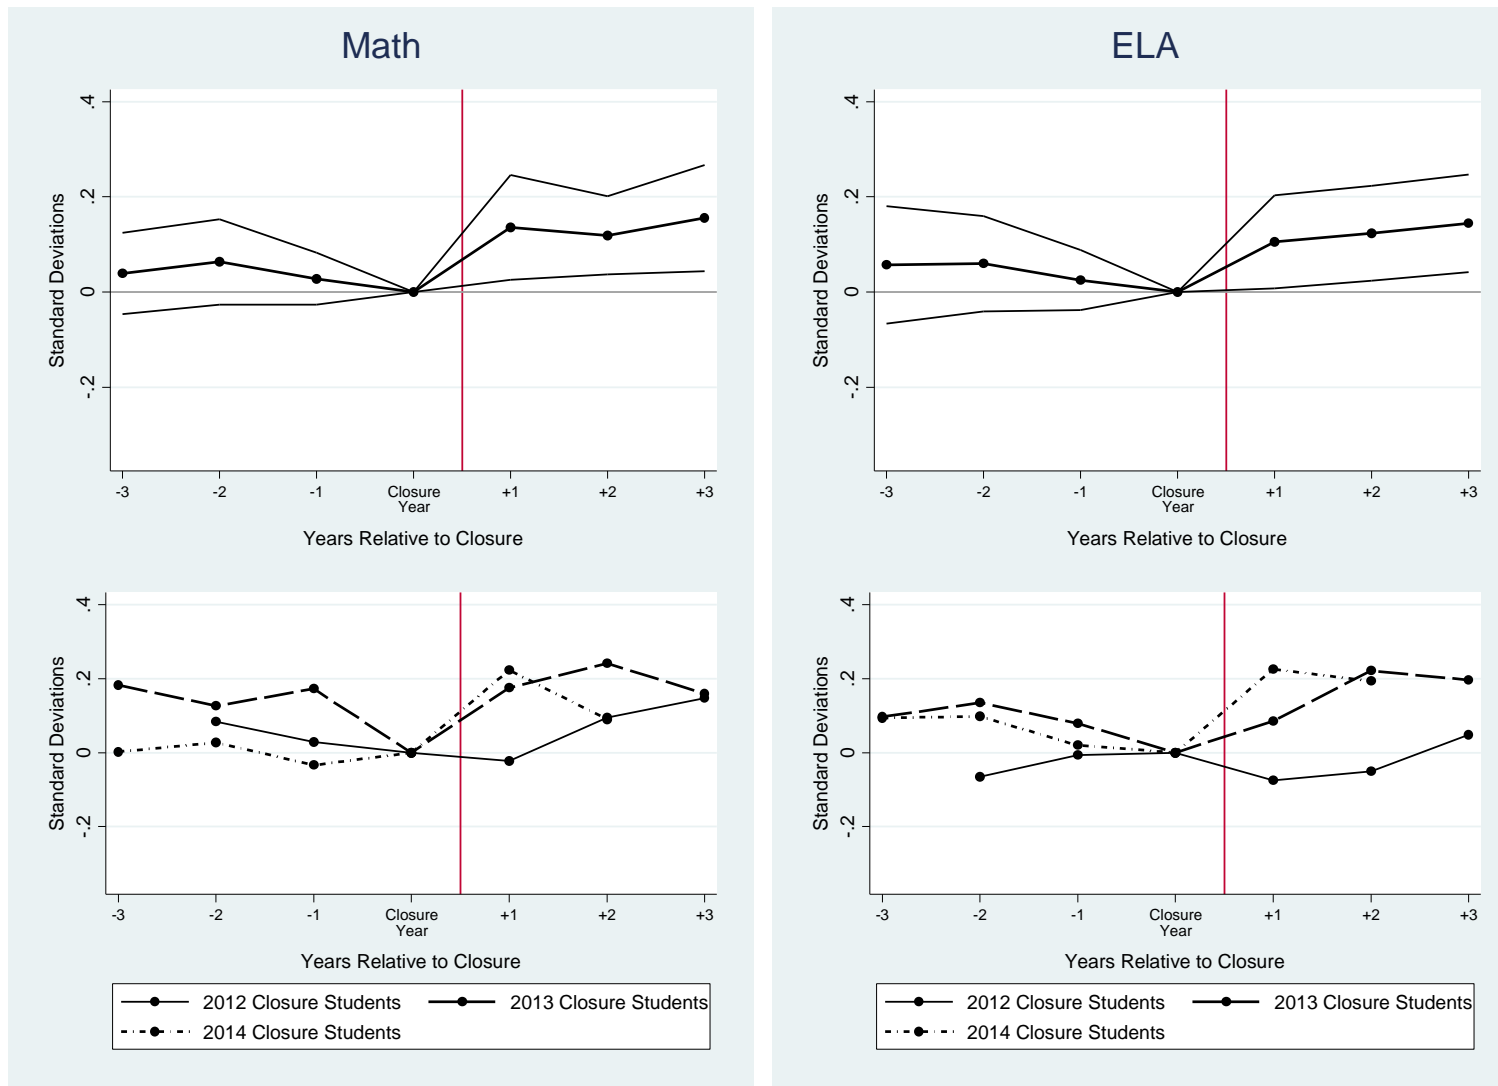 Math
Standard Deviations
.4
.2
0
-.2
-3
-2
-1
Closure
Year
+1
+2
+3
Years Relative to Closure
Standard Deviations
.4
.2
0
-.2
-3
-2
-1
Closure
Year
+1
+2
+3
Years Relative to Closure
2012 Closure Students
2013 Closure Students
2014 Closure Students
ELA
Standard Deviations
.4
.2
0
-.2
-3
-2
-1
Closure
Year
+1
+2
+3
Years Relative to Closure
Standard Deviations
.4
.2
0
-.2
-3
-2
-1
Closure
Year
+1
+2
+3
Years Relative to Closure
2012 Closure Students
2013 Closure Students
2014 Closure Students